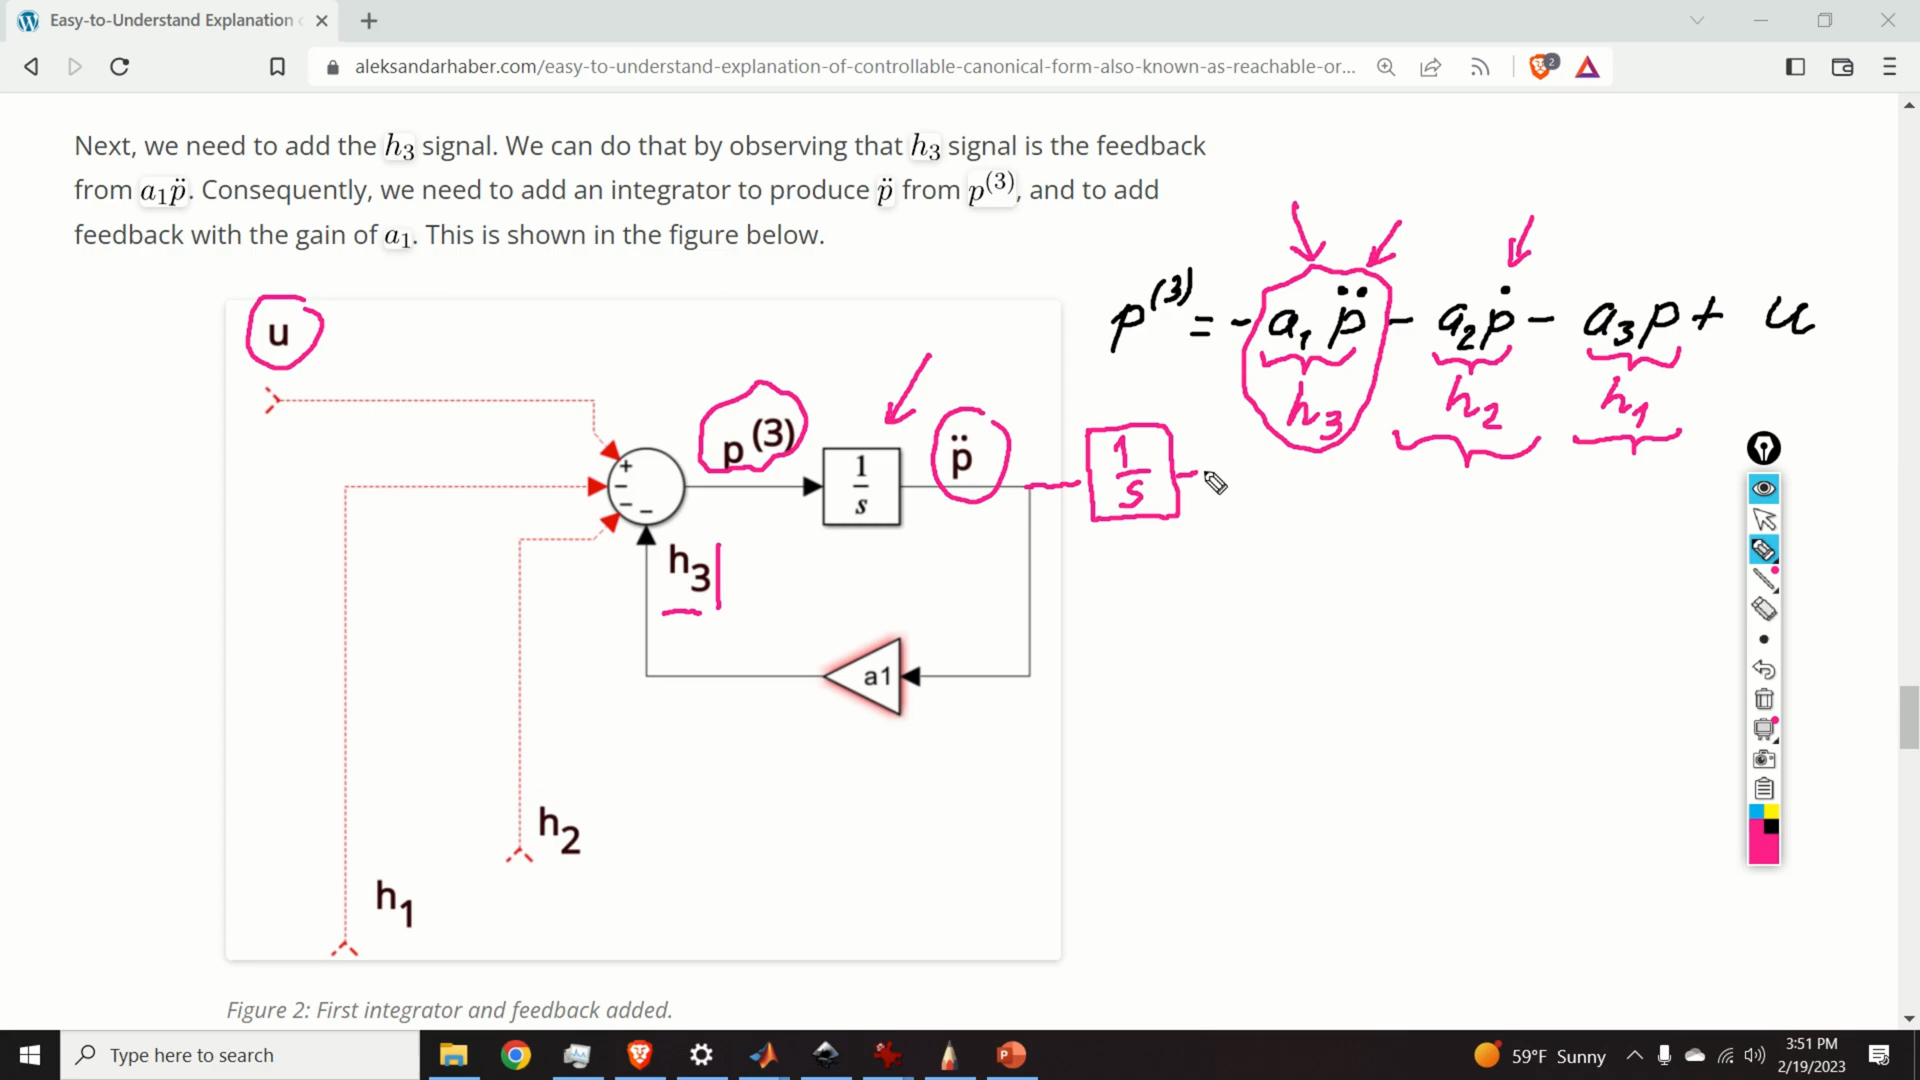 Easy-to-Understand Explanation
aleksandarhaber.com/easy-to-understand-explanation-of-controllable-canonical-form-also-known-as-reachable-or...
2
Next, we need to add the h₃ signal. We can do that by observing that h₃ signal is the feedback
from a₁p̈. Consequently, we need to add an integrator to produce p̈ from p⁽³⁾, and to add
feedback with the gain of a₁. This is shown in the figure below.
p⁽³⁾ = - a₁ p̈ - a₂ṗ - a₃p + u
h₃ h₂ h₁
u
p (3)
1/s
p̈
1/s
+
−
−
−
h₃
a1
h₂
h₁
Figure 2: First integrator and feedback added.
Type here to search
59°F Sunny
3:51 PM
2/19/2023